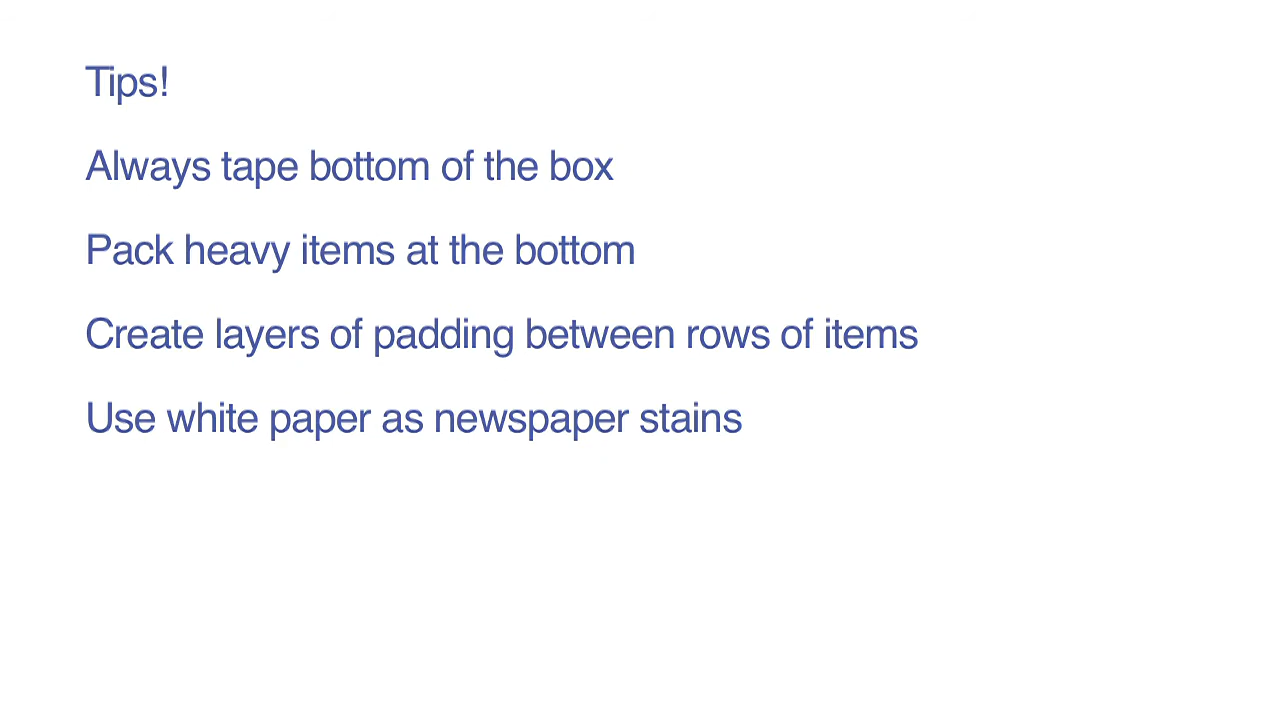 Tips!
Always tape bottom of the box
Pack heavy items at the bottom
Create layers of padding between rows of items
Use white paper as newspaper stains